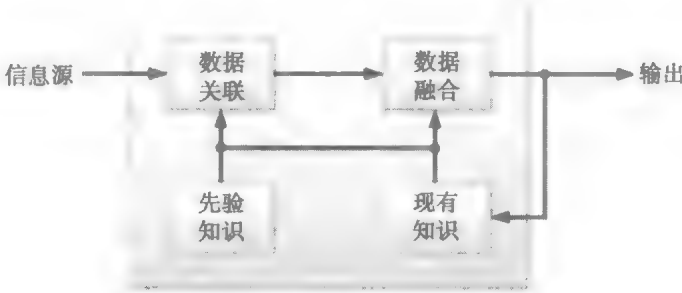 信息源
数据
关联
数据
融合
输出
先验
知识
现有
知识